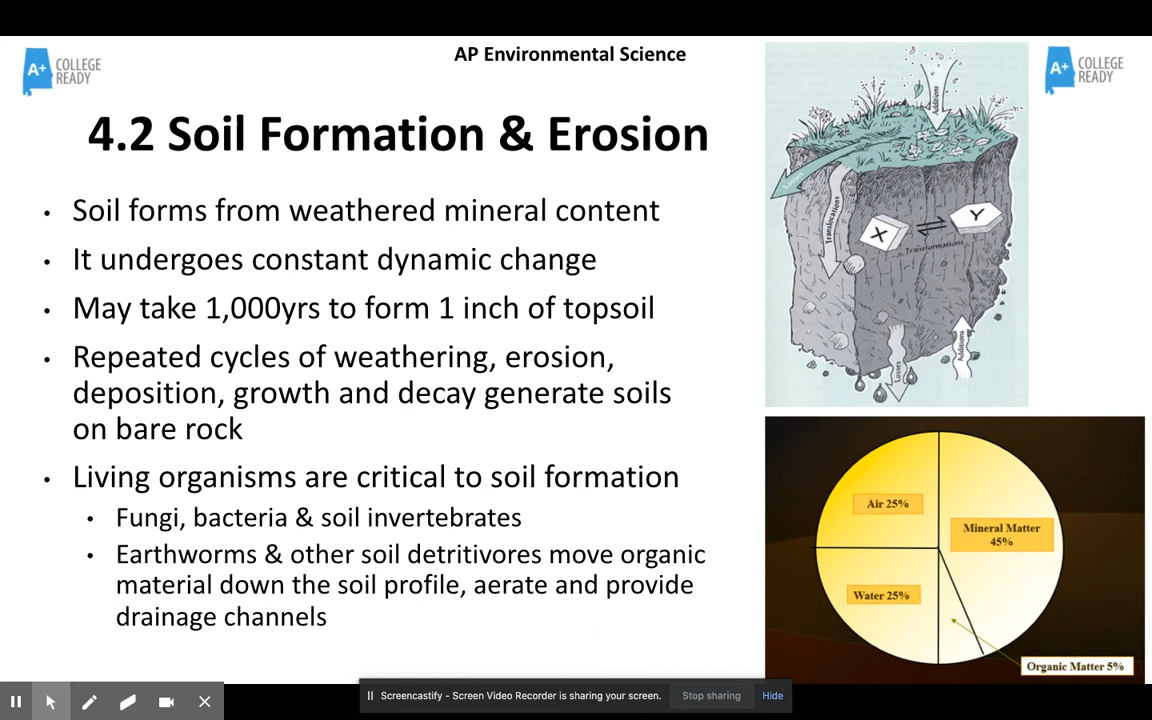 AP Environmental Science
A+ COLLEGE
READY
A+ COLLEGE
READY
4.2 Soil Formation & Erosion
• Soil forms from weathered mineral content
• It undergoes constant dynamic change
• May take 1,000yrs to form 1 inch of topsoil
• Repeated cycles of weathering, erosion,
deposition, growth and decay generate soils
on bare rock
• Living organisms are critical to soil formation
• Fungi, bacteria & soil invertebrates
• Earthworms & other soil detritivores move organic
material down the soil profile, aerate and provide
drainage channels
Additions
Losses
Translocations
X
Y
Transformations
Losses
Additions
Air 25%
Mineral Matter
45%
Water 25%
Organic Matter 5%
Screencastify - Screen Video Recorder is sharing your screen.
Stop sharing
Hide